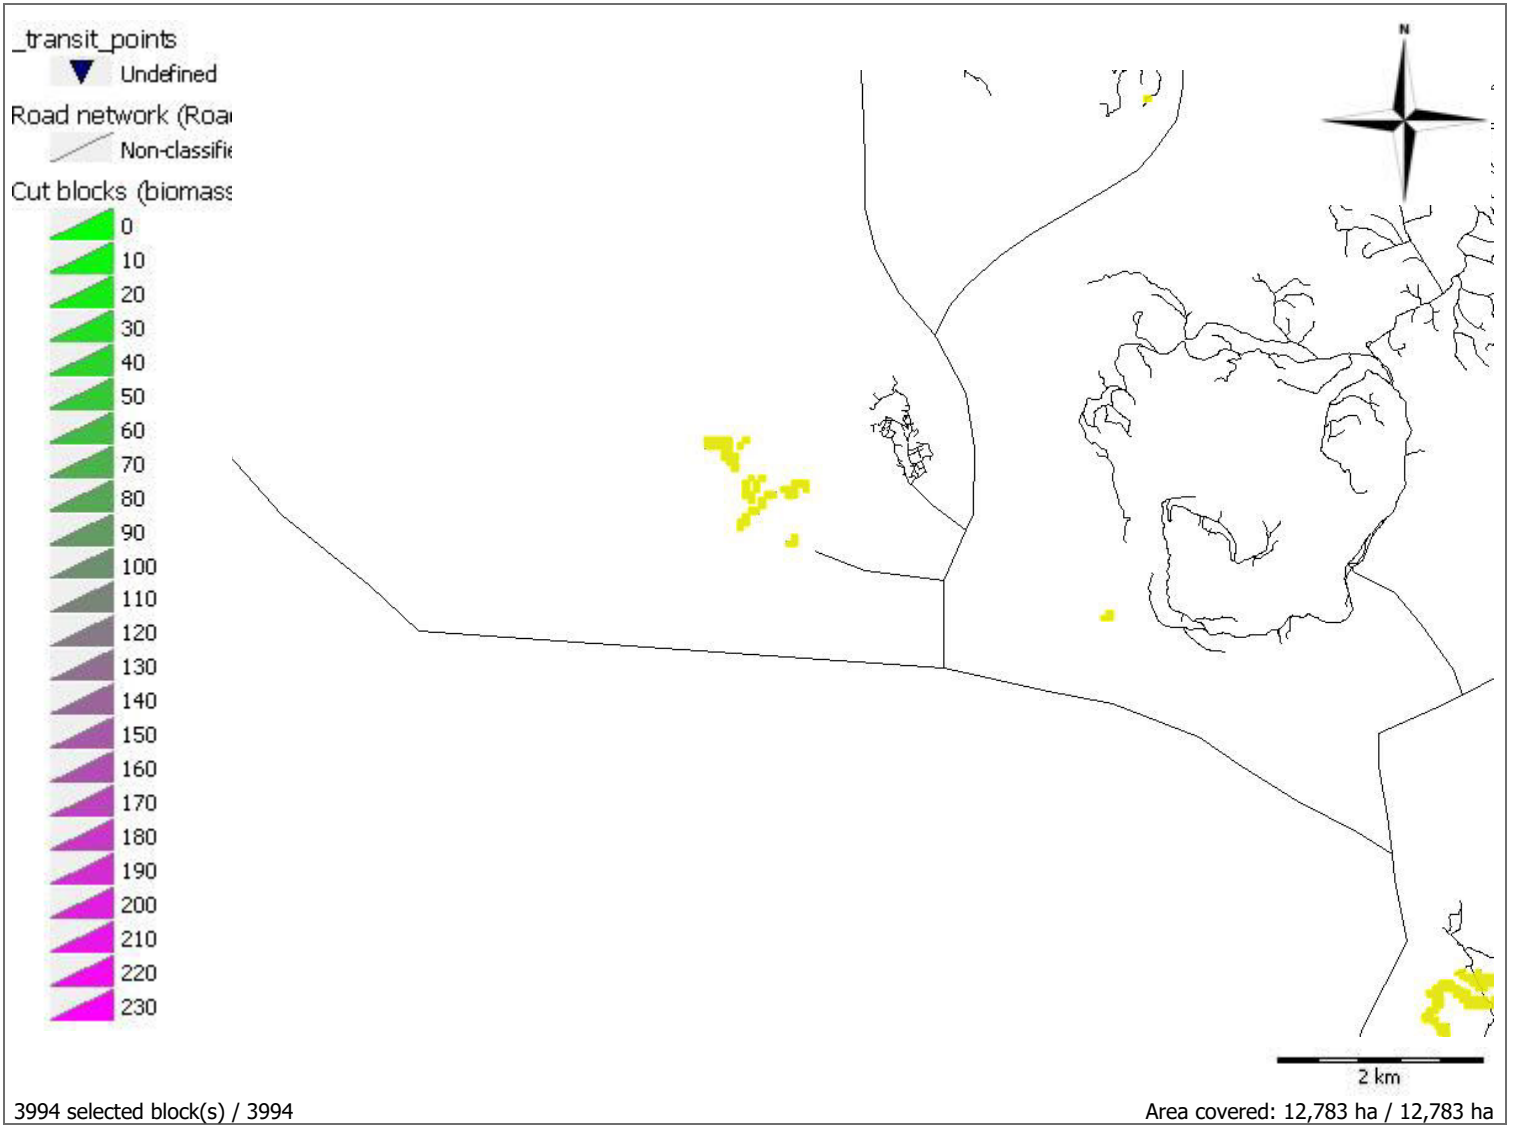 _transit_points
Undefined
Road network (Roa
Non-classifie
Cut blocks (biomass
0
10
20
30
40
50
60
70
80
90
100
110
120
130
140
150
160
170
180
190
200
210
220
230
N
2 km
3994 selected block(s) / 3994
Area covered: 12,783 ha / 12,783 ha